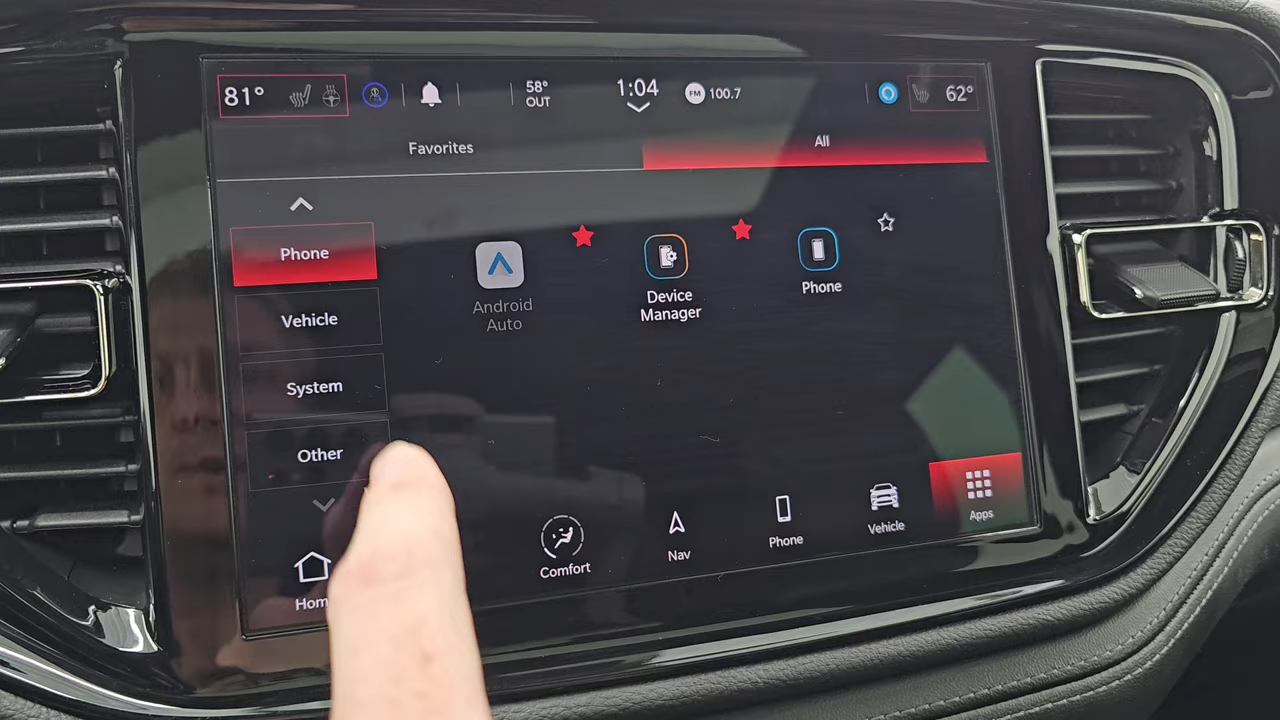 81°
58°
OUT
1:04
FM
100.7
62°
Favorites
All
Phone
Vehicle
System
Other
Android
Auto
Device
Manager
Phone
Hom
Comfort
Nav
Phone
Vehicle
Apps